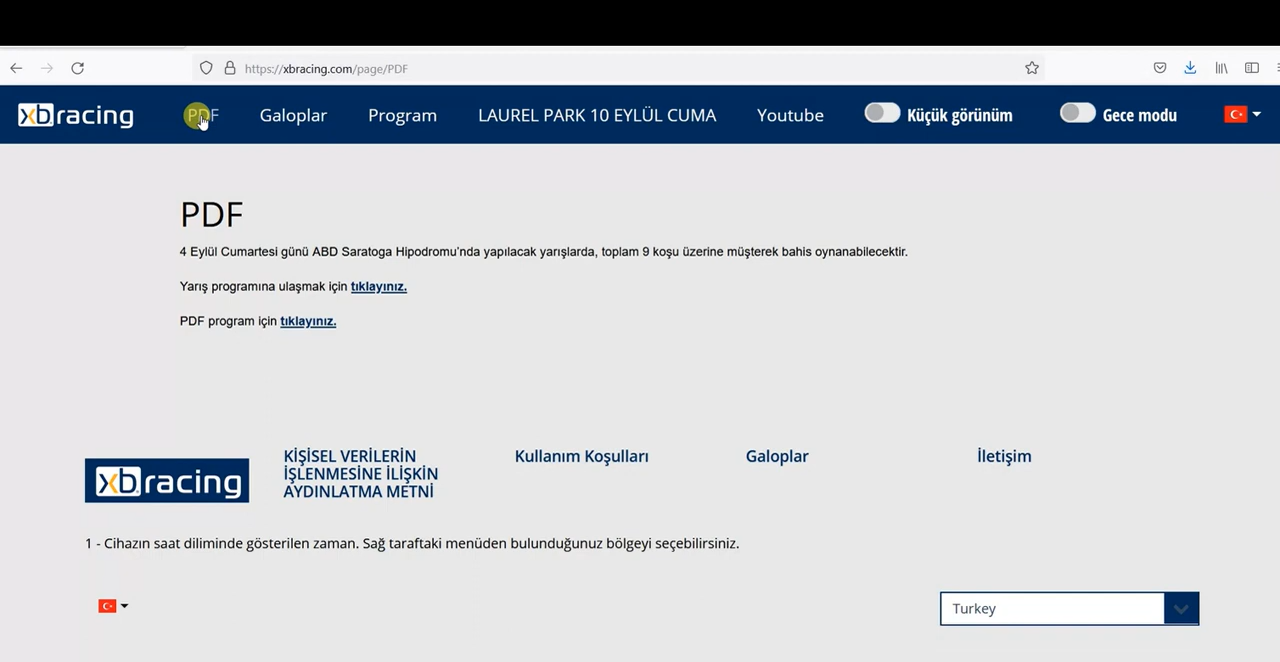 https://xbracing.com/page/PDF
xbracing
PDF
Galoplar
Program
LAUREL PARK 10 EYLÜL CUMA
Youtube
Küçük görünüm
Gece modu
PDF
4 Eylül Cumartesi günü ABD Saratoga Hipodromu'nda yapılacak yarışlarda, toplam 9 koşu üzerine müşterek bahis oynanabilecektir.
Yarış programına ulaşmak için tıklayınız.
PDF program için tıklayınız.
xbracing
KİŞİSEL VERİLERİN
İŞLENMESİNE İLİŞKİN
AYDINLATMA METNİ
Kullanım Koşulları
Galoplar
İletişim
1 - Cihazın saat diliminde gösterilen zaman. Sağ taraftaki menüden bulunduğunuz bölgeyi seçebilirsiniz.
Turkey